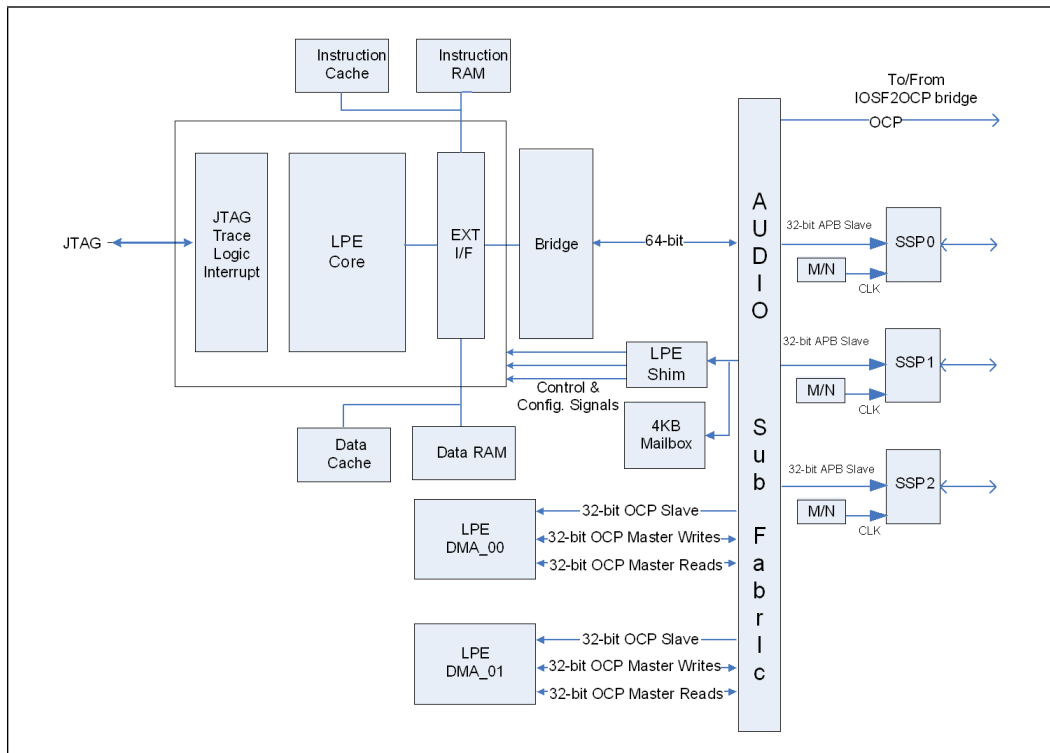 Instruction
Cache
Instruction
RAM
To/From
IOSF2OCP bridge
OCP
JTAG
JTAG
Trace
Logic
Interrupt
LPE
Core
EXT
I/F
Bridge
64-bit
AUDIO Sub FabrIc
32-bit APB Slave
SSP0
M/N
CLK
32-bit APB Slave
SSP1
M/N
CLK
32-bit APB Slave
SSP2
M/N
CLK
LPE
Shim
Control &
Config. Signals
4KB
Mailbox
Data
Cache
Data RAM
LPE
DMA_00
32-bit OCP Slave
32-bit OCP Master Writes
32-bit OCP Master Reads
LPE
DMA_01
32-bit OCP Slave
32-bit OCP Master Writes
32-bit OCP Master Reads